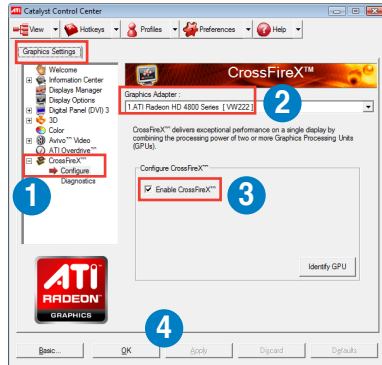 Catalyst Control Center
View
Hotkeys
Profiles
Preferences
Help
Graphics Settings
Welcome
Information Center
Displays Manager
Display Options
Digital Panel (DVI) 3
3D
Color
Avivo™ Video
ATI Overdrive™
CrossFireX™
Configure
Diagnostics
1
CrossFireX™
Graphics Adapter :
1.ATI Radeon HD 4800 Series [ VW222 ]
2
CrossFireX™ delivers exceptional performance on a single display by
combining the processing power of two or more Graphics Processing Units
(GPUs).
Configure CrossFireX™
Enable CrossFireX™
3
Identify GPU
ATI
RADEON
GRAPHICS
4
Basic...
OK
Apply
Discard
Defaults